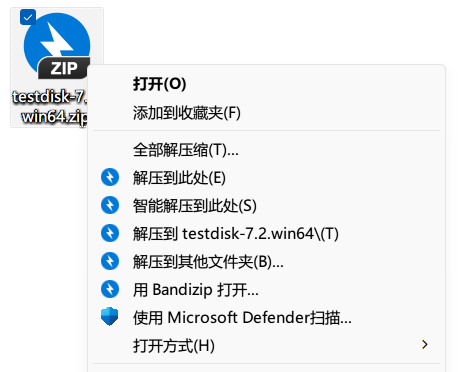 ZIP
testdisk-7.
win64.zip
打开(O)
添加到收藏夹(F)
全部解压缩(T)...
解压到此处(E)
智能解压到此处(S)
解压到 testdisk-7.2.win64\(T)
解压到其他文件夹(B)...
用 Bandizip 打开...
使用 Microsoft Defender扫描...
打开方式(H)